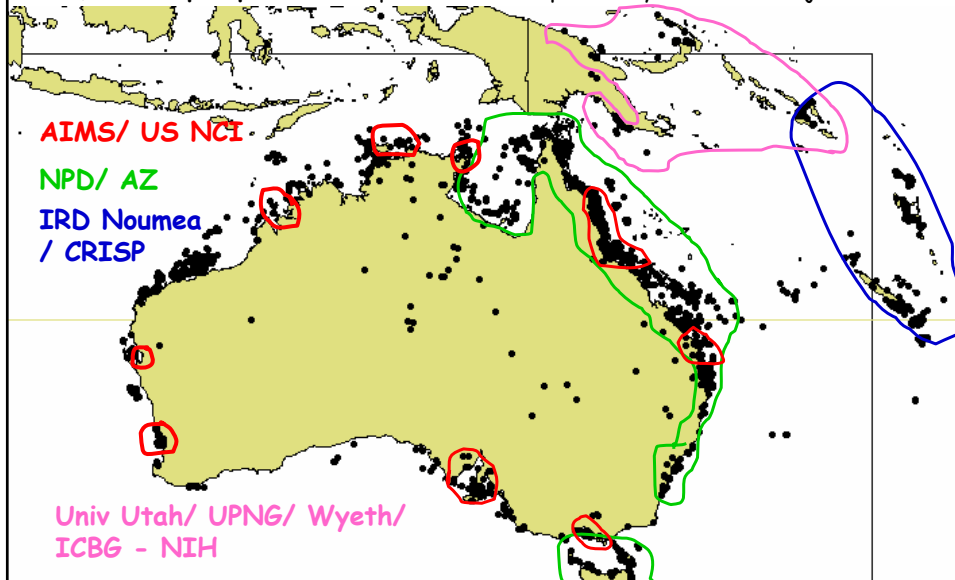 AIMS/ US NCI
NPD/ AZ
IRD Noumea
/ CRISP
Univ Utah/ UPNG/ Wyeth/
ICBG - NIH